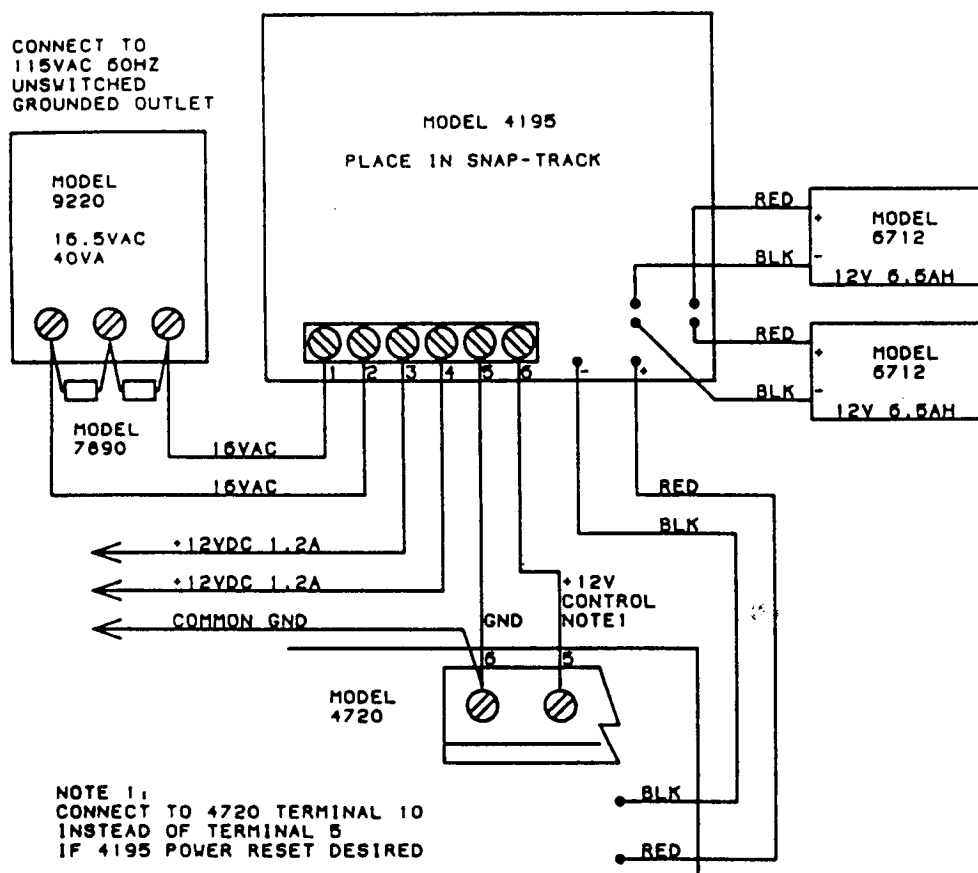 CONNECT TO
115VAC 60HZ
UNSWITCHED
GROUNDED OUTLET
MODEL 4195
PLACE IN SNAP-TRACK
MODEL
9220
16.5VAC
40VA
RED
+
MODEL
6712
BLK
-
12V 6.5AH
RED
+
MODEL
6712
BLK
-
12V 6.5AH
1 2 3 4 5 6 - +
MODEL
7890
16VAC
16VAC
RED
BLK
+12VDC 1.2A
+12VDC 1.2A
COMMON GND
GND
+12V
CONTROL
NOTE1
6 5
MODEL
4720
NOTE 1:
CONNECT TO 4720 TERMINAL 10
INSTEAD OF TERMINAL 5
IF 4195 POWER RESET DESIRED
BLK
RED